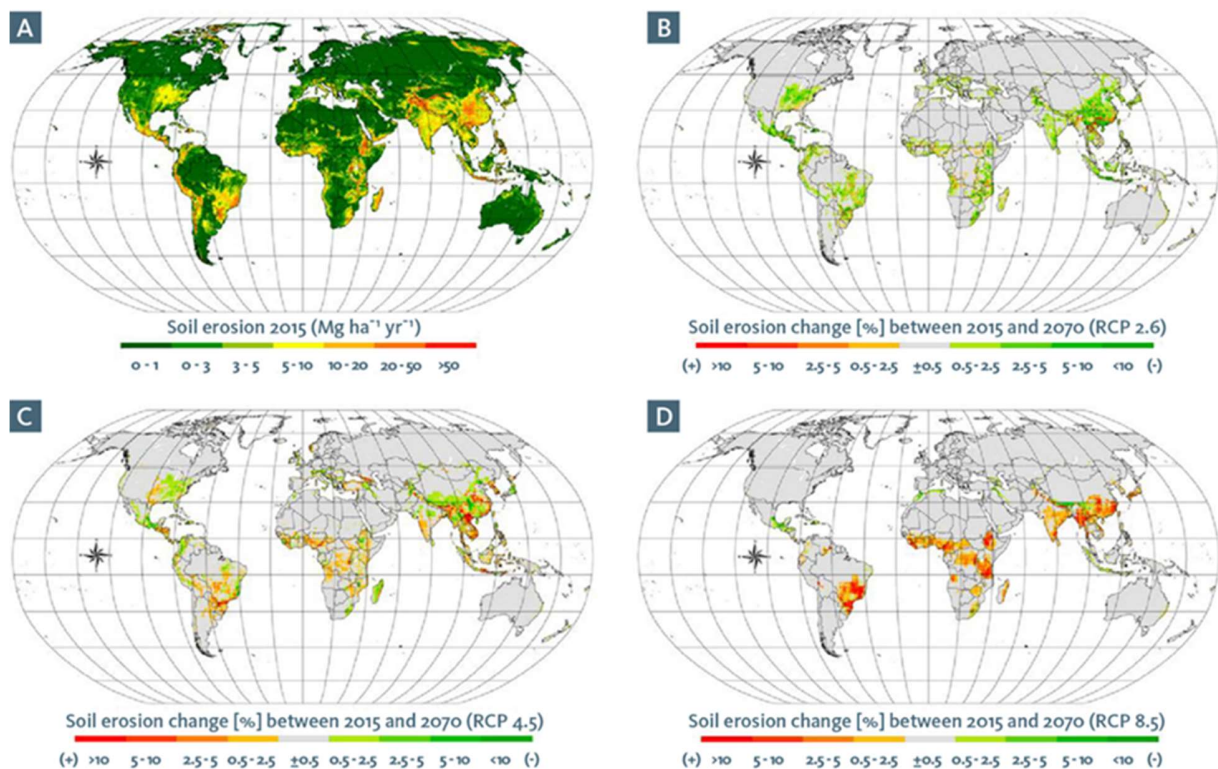 A
B
Soil erosion 2015 (Mg ha⁻¹ yr⁻¹)
0 - 1 0 - 3 3 - 5 5 - 10 10 - 20 20 - 50 >50
Soil erosion change [%] between 2015 and 2070 (RCP 2.6)
(+) >10 5 - 10 2.5 - 5 0.5 - 2.5 ±0.5 0.5 - 2.5 2.5 - 5 5 - 10 <10 (-)
C
D
Soil erosion change [%] between 2015 and 2070 (RCP 4.5)
(+) >10 5 - 10 2.5 - 5 0.5 - 2.5 ±0.5 0.5 - 2.5 2.5 - 5 5 - 10 <10 (-)
Soil erosion change [%] between 2015 and 2070 (RCP 8.5)
(+) >10 5 - 10 2.5 - 5 0.5 - 2.5 ±0.5 0.5 - 2.5 2.5 - 5 5 - 10 <10 (-)